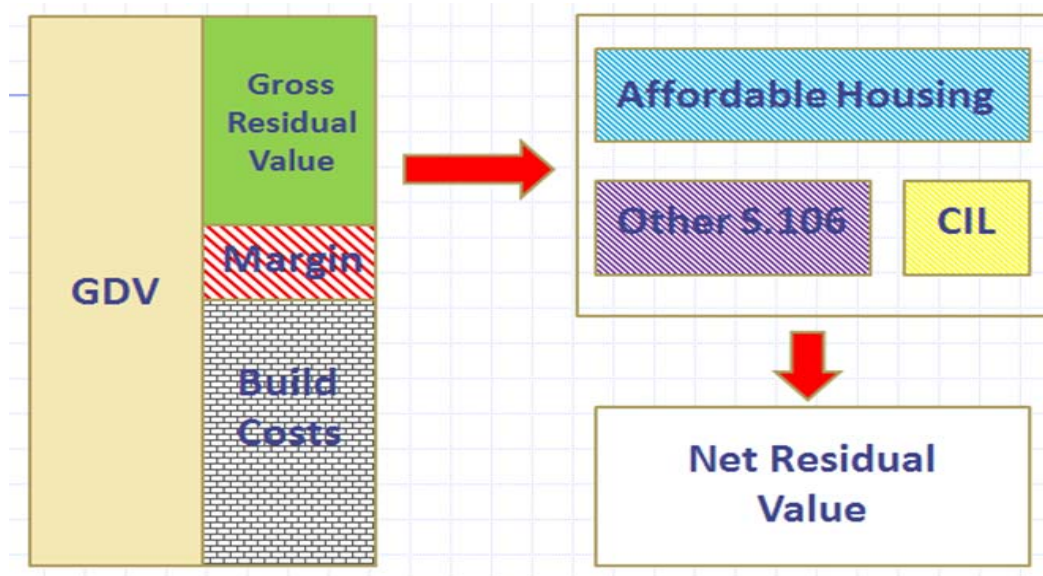 GDV
Gross
Residual
Value
Margin
Build
Costs
Affordable Housing
Other S.106
CIL
Net Residual
Value